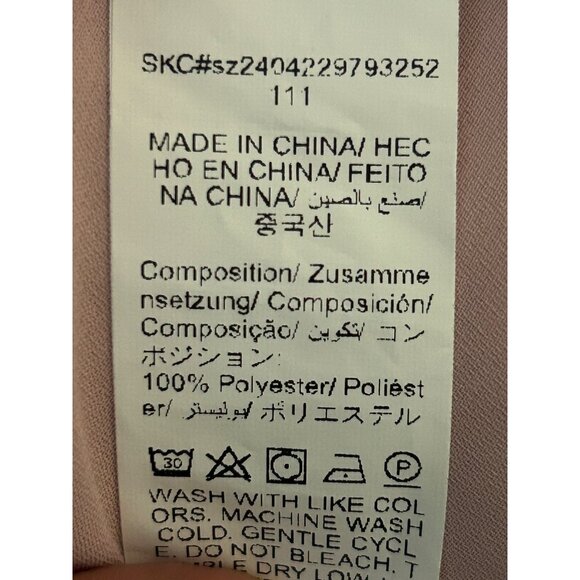 SKC#sz2404229793252
111
MADE IN CHINA/ HEC
HO EN CHINA/ FEITO
NA CHINA/ صنع بالصين/
중국산
Composition/ Zusamme
nsetzung/ Composición/
Composição/ تكوين/ コン
ポジション:
100% Polyester/ Poliést
er/ بوليستر/ ポリエステル
30 P
WASH WITH LIKE COL
ORS. MACHINE WASH
COLD. GENTLE CYCL
E. DO NOT BLEACH. T
DRY LOW